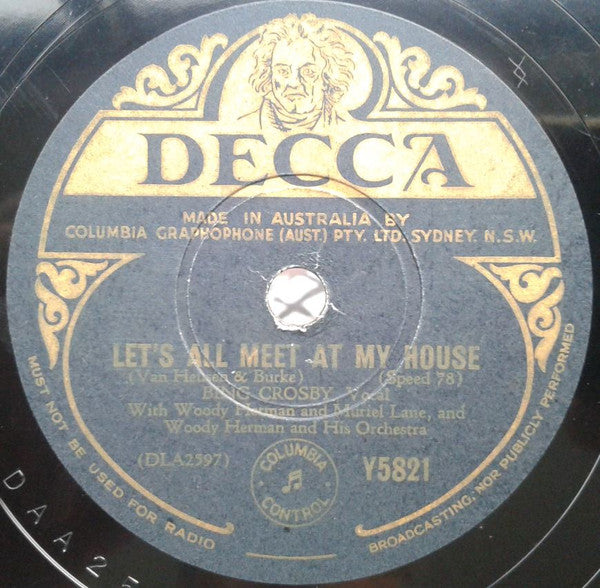 DECCA
MADE IN AUSTRALIA BY
COLUMBIA GRAPHOPHONE (AUST.) PTY. LTD. SYDNEY. N.S.W.
LET'S ALL MEET AT MY HOUSE
(Van Heusen & Burke) (Speed 78)
BING CROSBY Vocal
With Woody Herman and Muriel Lane, and
Woody Herman and His Orchestra
(DLA2597)
COLUMBIA
CONTROL
Y5821
MUST NOT BE USED FOR RADIO
BROADCASTING, NOR PUBLICLY PERFORMED
DAA25